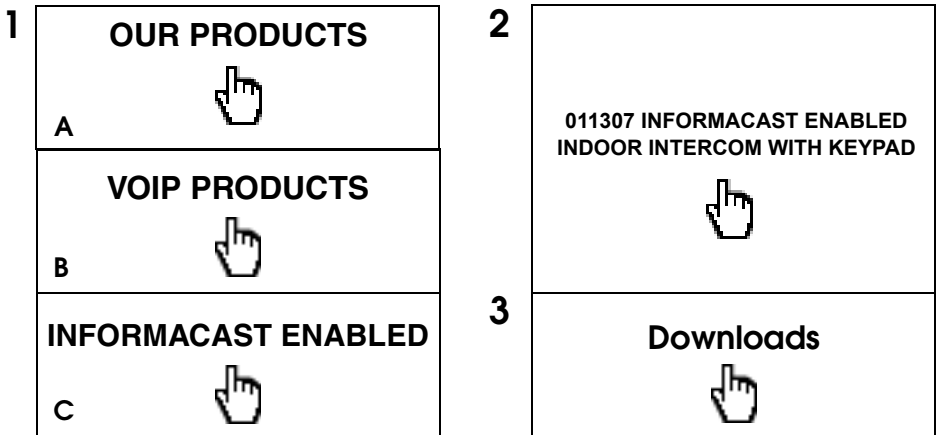 1
OUR PRODUCTS
A
VOIP PRODUCTS
B
INFORMACAST ENABLED
C
2
011307 INFORMACAST ENABLED
INDOOR INTERCOM WITH KEYPAD
3
Downloads